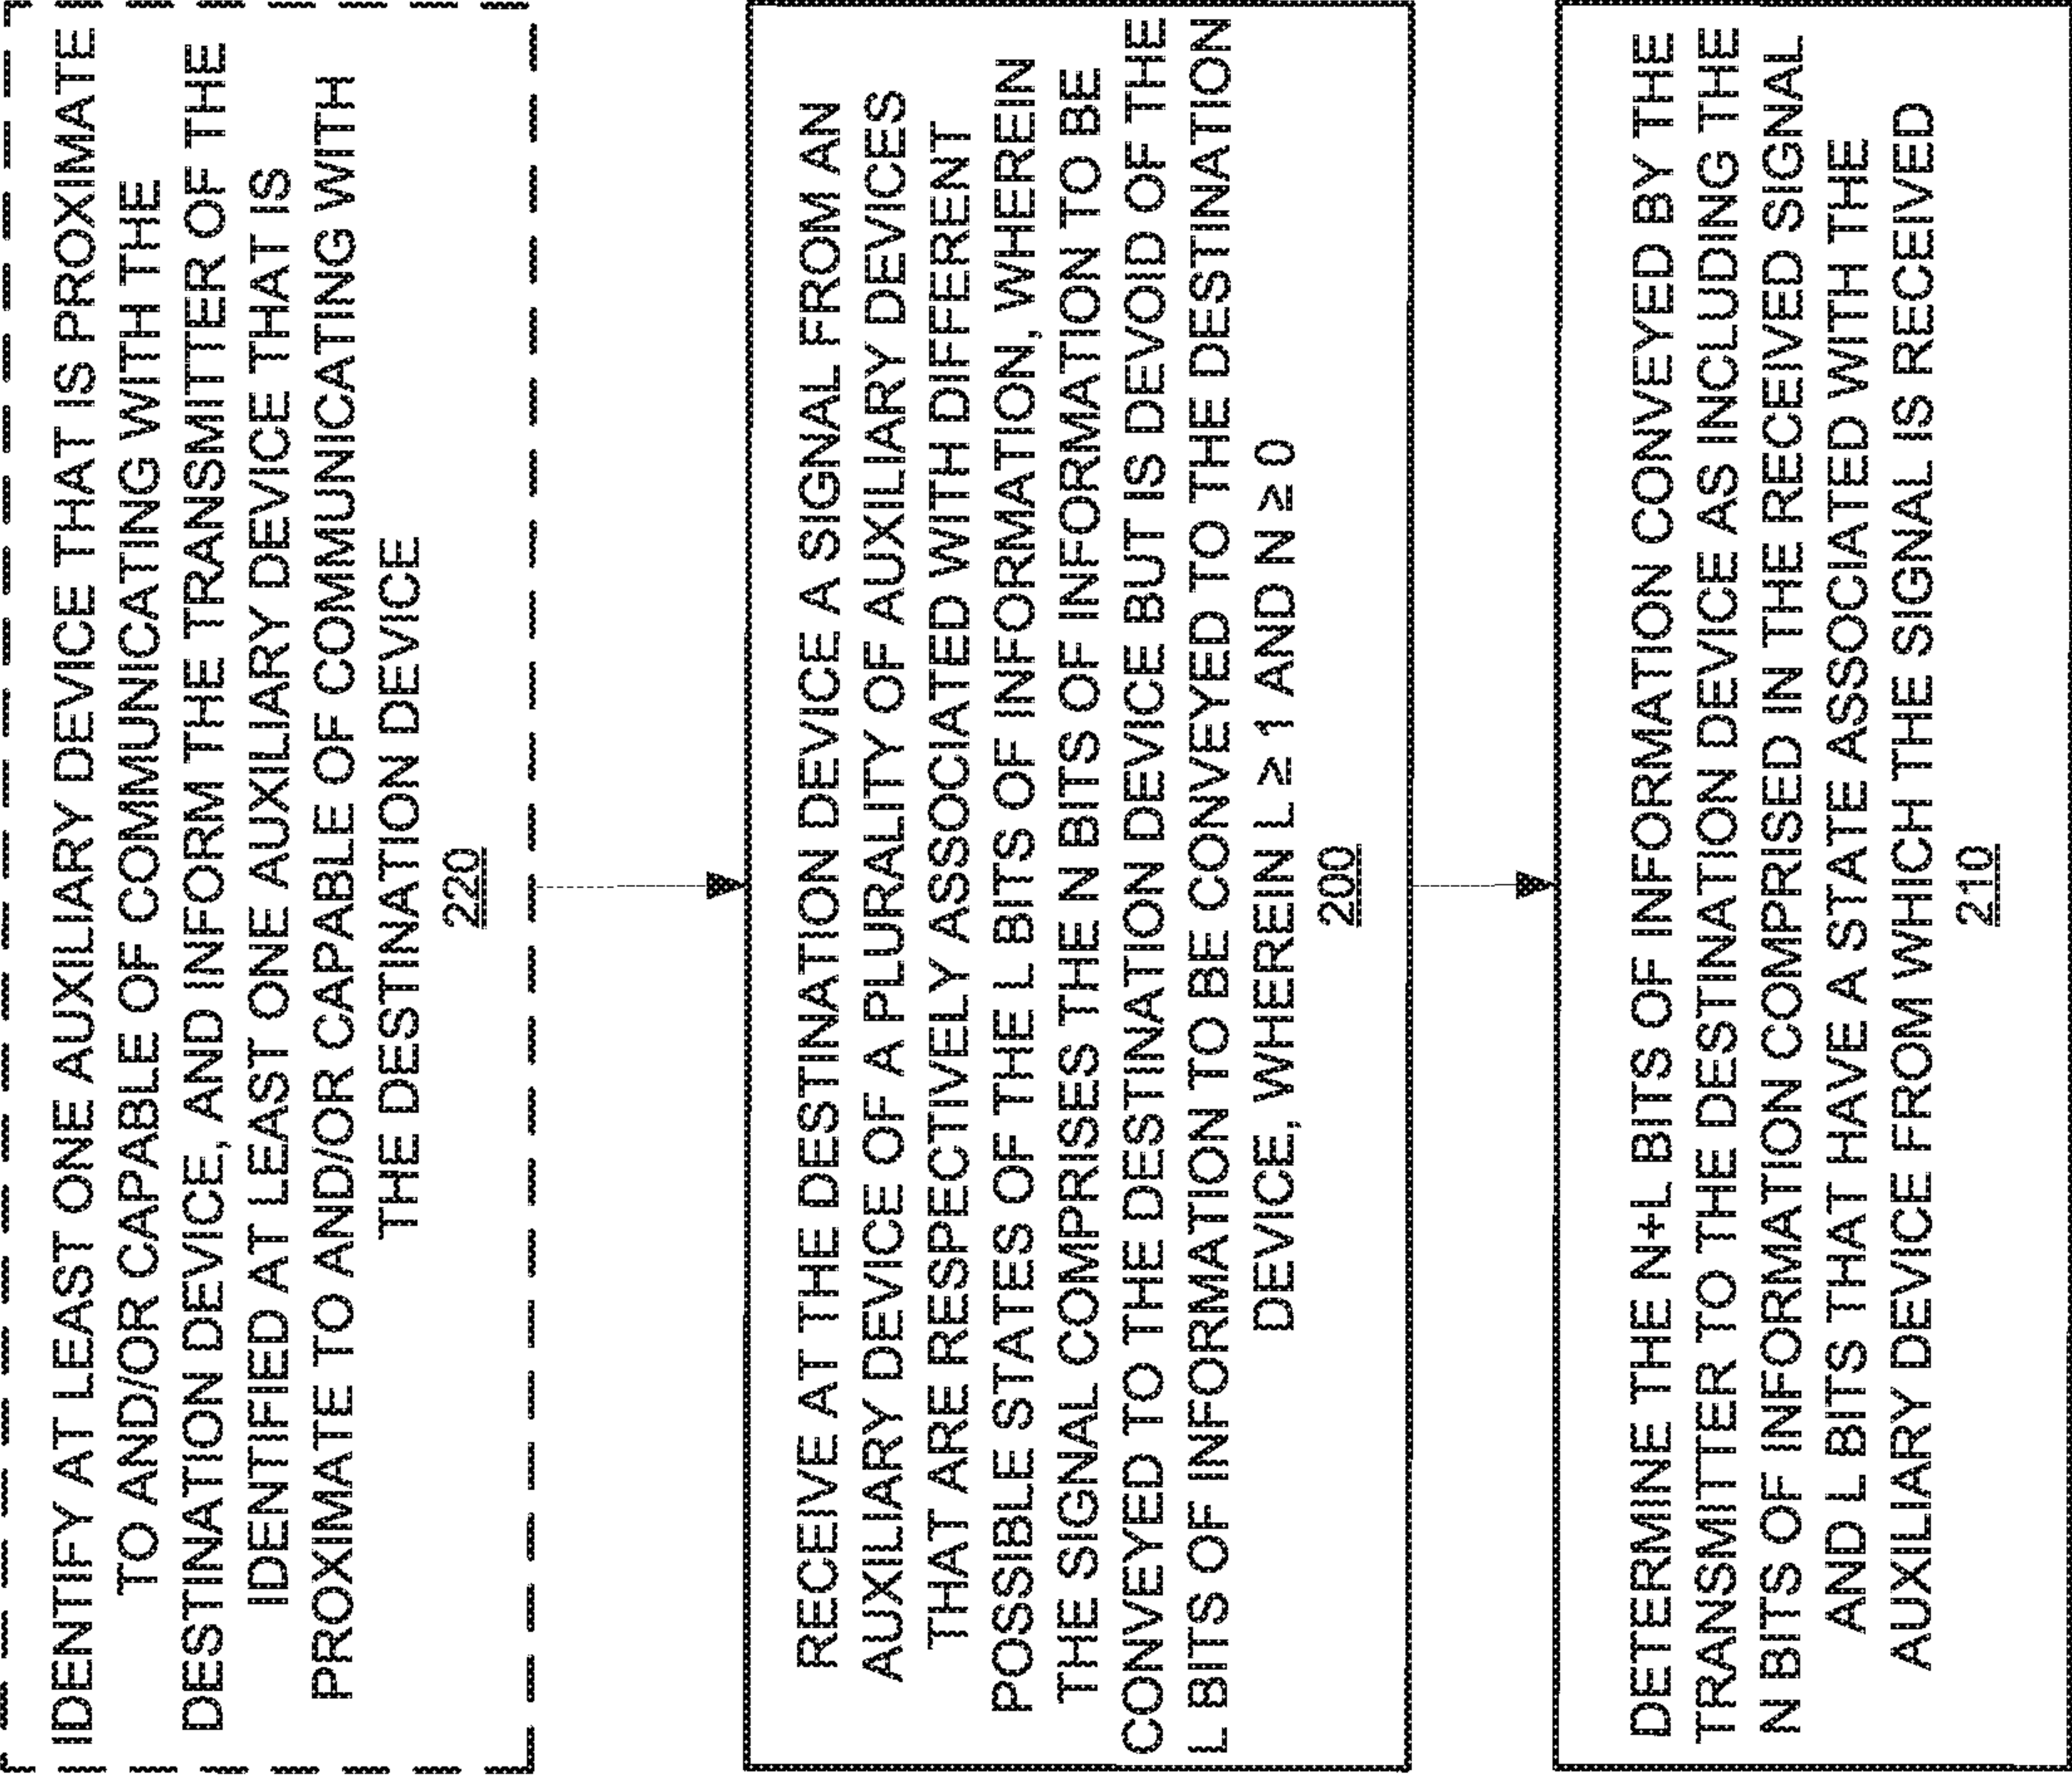 IDENTIFY AT LEAST ONE AUXILIARY DEVICE THAT IS PROXIMATE
TO AND/OR CAPABLE OF COMMUNICATING WITH THE
DESTINATION DEVICE, AND INFORM THE TRANSMITTER OF THE
IDENTIFIED AT LEAST ONE AUXILIARY DEVICE THAT IS
PROXIMATE TO AND/OR CAPABLE OF COMMUNICATING WITH
THE DESTINATION DEVICE
220
RECEIVE AT THE DESTINATION DEVICE A SIGNAL FROM AN
AUXILIARY DEVICE OF A PLURALITY OF AUXILIARY DEVICES
THAT ARE RESPECTIVELY ASSOCIATED WITH DIFFERENT
POSSIBLE STATES OF THE L BITS OF INFORMATION, WHEREIN
THE SIGNAL COMPRISES THE N BITS OF INFORMATION TO BE
CONVEYED TO THE DESTINATION DEVICE BUT IS DEVOID OF THE
L BITS OF INFORMATION TO BE CONVEYED TO THE DESTINATION
DEVICE, WHEREIN L ≥ 1 AND N ≥ 0
200
DETERMINE THE N+L BITS OF INFORMATION CONVEYED BY THE
TRANSMITTER TO THE DESTINATION DEVICE AS INCLUDING THE
N BITS OF INFORMATION COMPRISED IN THE RECEIVED SIGNAL
AND L BITS THAT HAVE A STATE ASSOCIATED WITH THE
AUXILIARY DEVICE FROM WHICH THE SIGNAL IS RECEIVED
210